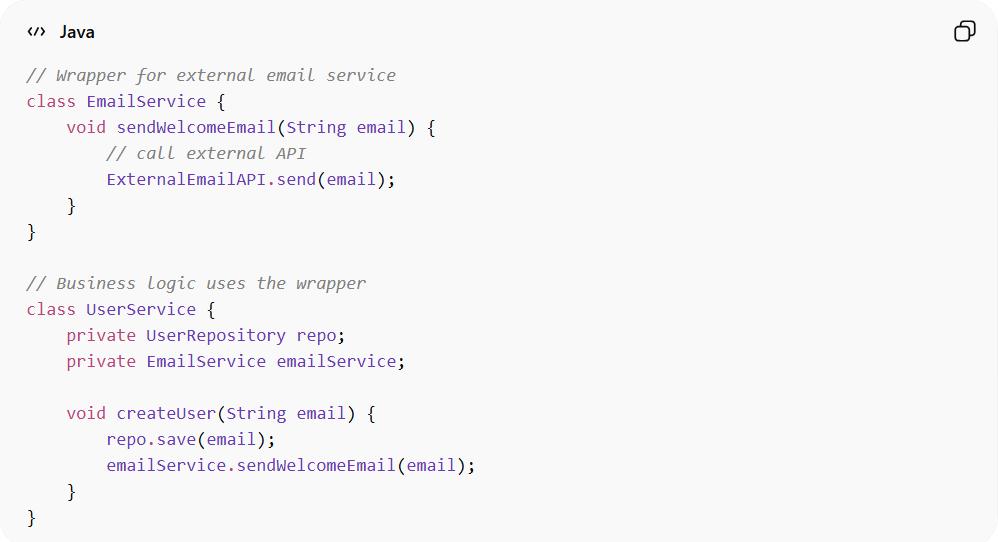 Java
// Wrapper for external email service
class EmailService {
    void sendWelcomeEmail(String email) {
        // call external API
        ExternalEmailAPI.send(email);
    }
}

// Business logic uses the wrapper
class UserService {
    private UserRepository repo;
    private EmailService emailService;

    void createUser(String email) {
        repo.save(email);
        emailService.sendWelcomeEmail(email);
    }
}